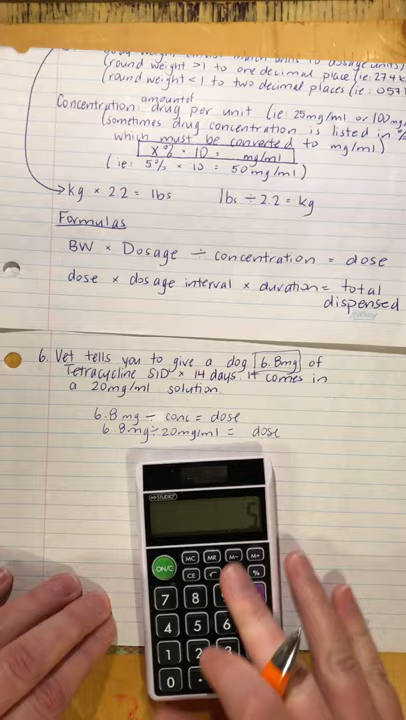 (round weight >1 to one decimal place (ie: 27.4 k
(round weight <1 to two decimal places (ie: 0.57 l
Concentration: amount of drug per unit (ie: 25mg/ml or 100mg
(sometimes drug concentration is listed in %
which must be converted to mg/ml)
x % × 10 = mg/ml
(ie: 5% × 10 = 50mg/ml)
kg × 2.2 = lbs lbs ÷ 2.2 = kg
Formulas
BW × Dosage ÷ concentration = dose
dose × dosage interval × duration = total
dispensed
6. Vet tells you to give a dog 6.8mg of
Tetracycline SID × 14 days. It comes in
a 20mg/ml solution.
6.8mg ÷ conc = dose
6.8mg ÷ 20mg/ml = dose
STUDIO
5
ON/C MC MR M- M+
CE √ %
7 8
4 5 6
1 2 3
0 .